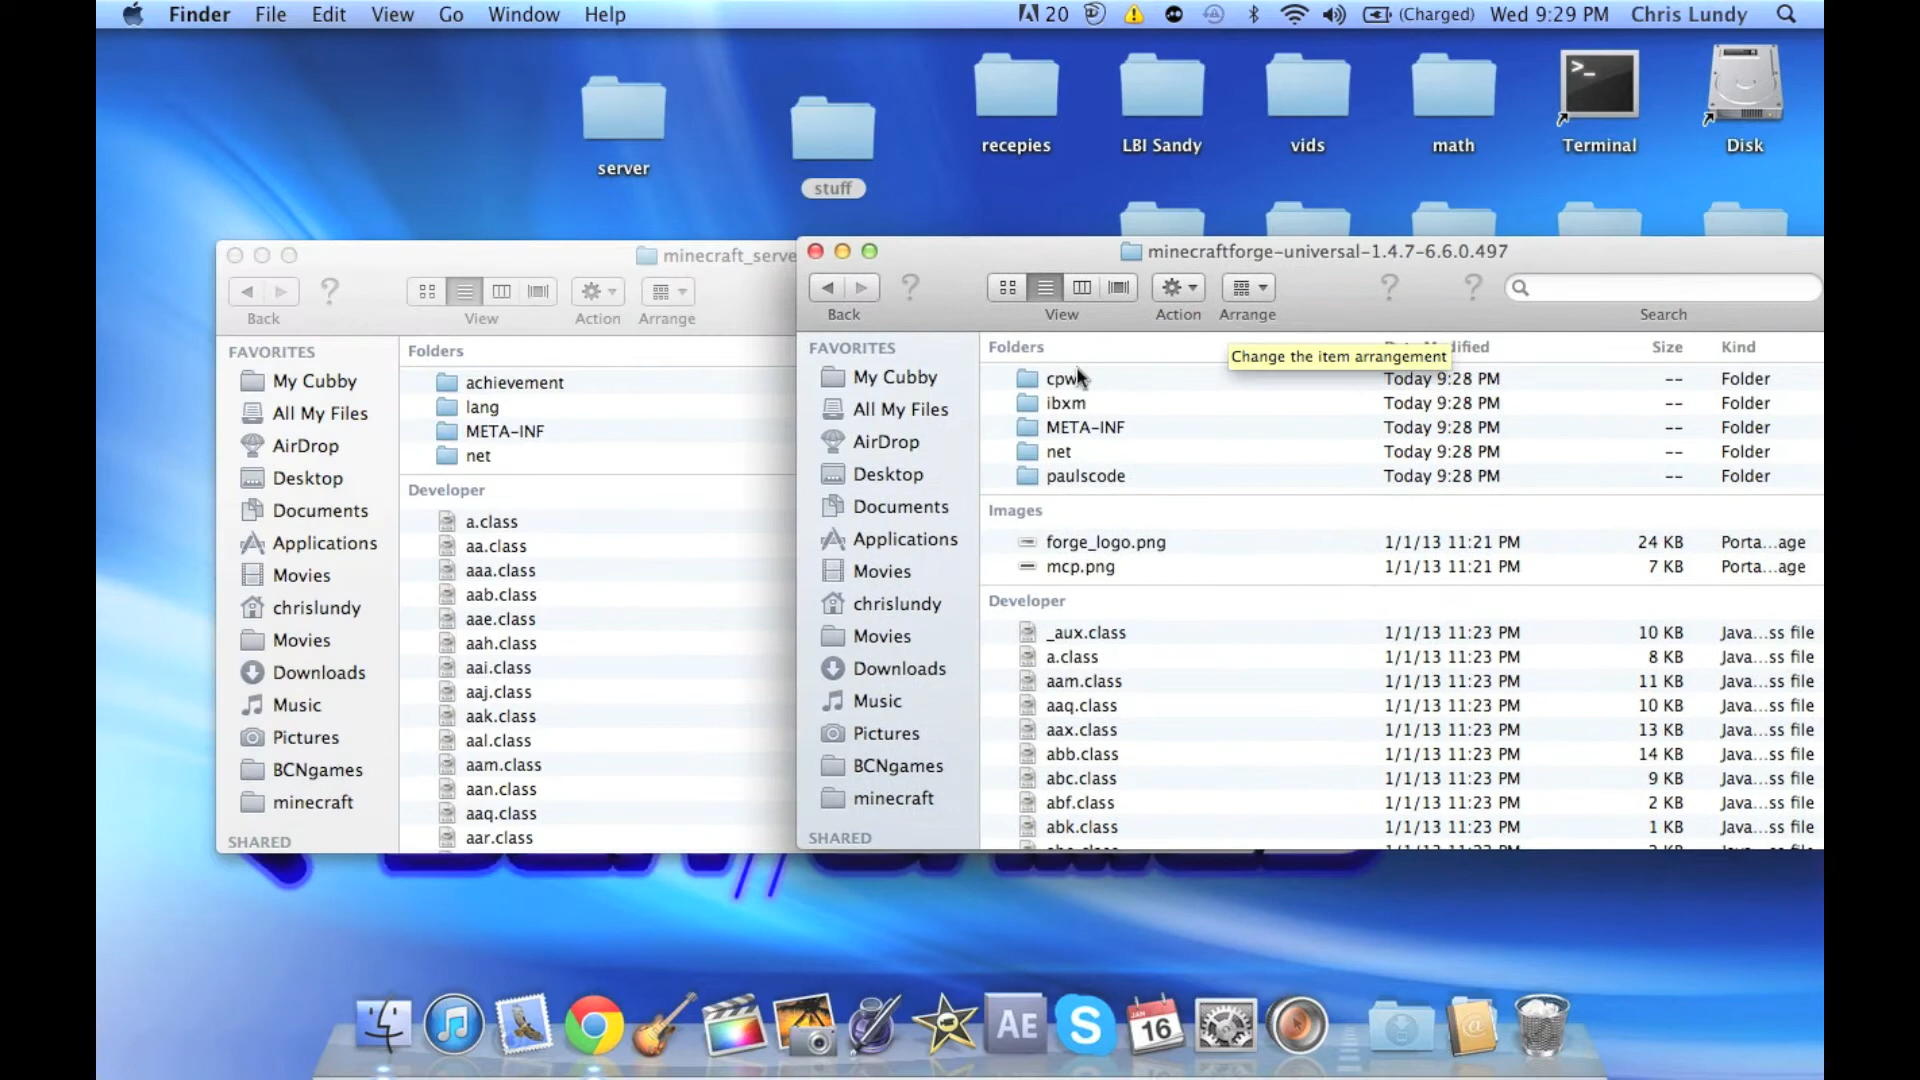 Finder File Edit View Go Window Help 20 (Charged) Wed 9:29 PM Chris Lundy
server
stuff
recepies
LBI Sandy
vids
math
Terminal
Disk
minecraft_serve
Back
View
Action
Arrange
FAVORITES
My Cubby
All My Files
AirDrop
Desktop
Documents
Applications
Movies
chrislundy
Movies
Downloads
Music
Pictures
BCNgames
minecraft
SHARED
Folders
achievement
lang
META-INF
net
Developer
a.class
aa.class
aaa.class
aab.class
aae.class
aah.class
aai.class
aaj.class
aak.class
aal.class
aam.class
aan.class
aaq.class
aar.class
minecraftforge-universal-1.4.7-6.6.0.497
Back
View
Action
Arrange
Search
Change the item arrangement
FAVORITES
My Cubby
All My Files
AirDrop
Desktop
Documents
Applications
Movies
chrislundy
Movies
Downloads
Music
Pictures
BCNgames
minecraft
SHARED
Folders Size Kind
cpw Today 9:28 PM -- Folder
ibxm Today 9:28 PM -- Folder
META-INF Today 9:28 PM -- Folder
net Today 9:28 PM -- Folder
paulscode Today 9:28 PM -- Folder
Images
forge_logo.png 1/1/13 11:21 PM 24 KB Porta...age
mcp.png 1/1/13 11:21 PM 7 KB Porta...age
Developer
_aux.class 1/1/13 11:23 PM 10 KB Java...ss file
a.class 1/1/13 11:23 PM 8 KB Java...ss file
aam.class 1/1/13 11:23 PM 11 KB Java...ss file
aaq.class 1/1/13 11:23 PM 10 KB Java...ss file
aax.class 1/1/13 11:23 PM 13 KB Java...ss file
abb.class 1/1/13 11:23 PM 14 KB Java...ss file
abc.class 1/1/13 11:23 PM 9 KB Java...ss file
abf.class 1/1/13 11:23 PM 2 KB Java...ss file
abk.class 1/1/13 11:23 PM 1 KB Java...ss file
AE
JAN
16